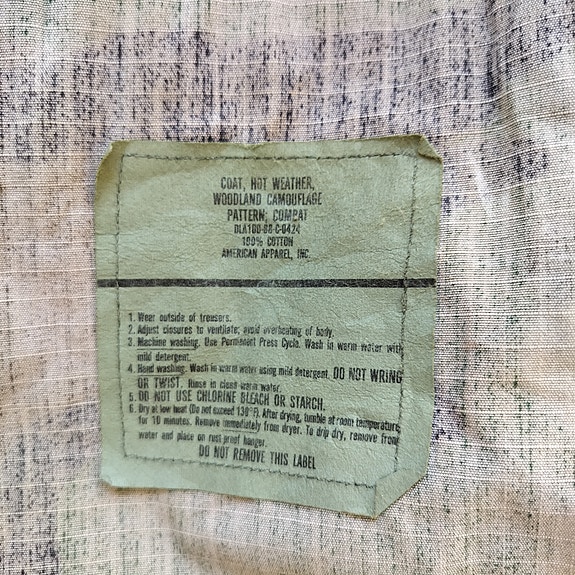 COAT, HOT WEATHER,
WOODLAND CAMOUFLAGE
PATTERN; COMBAT
DLA100-88-C-0424
100% COTTON
AMERICAN APPAREL, INC.
1. Wear outside of trousers.
2. Adjust closures to ventilate; avoid overheating of body.
3. Machine washing. Use Permanent Press Cycle. Wash in warm water with
mild detergent.
4. Hand washing. Wash in warm water using mild detergent. DO NOT WRING
OR TWIST. Rinse in clean warm water.
5. DO NOT USE CHLORINE BLEACH OR STARCH.
6. Dry at low heat (Do not exceed 130°F). After drying, tumble at room temperature
for 10 minutes. Remove immediately from dryer. To drip dry, remove from
water and place on rust proof hanger.
DO NOT REMOVE THIS LABEL